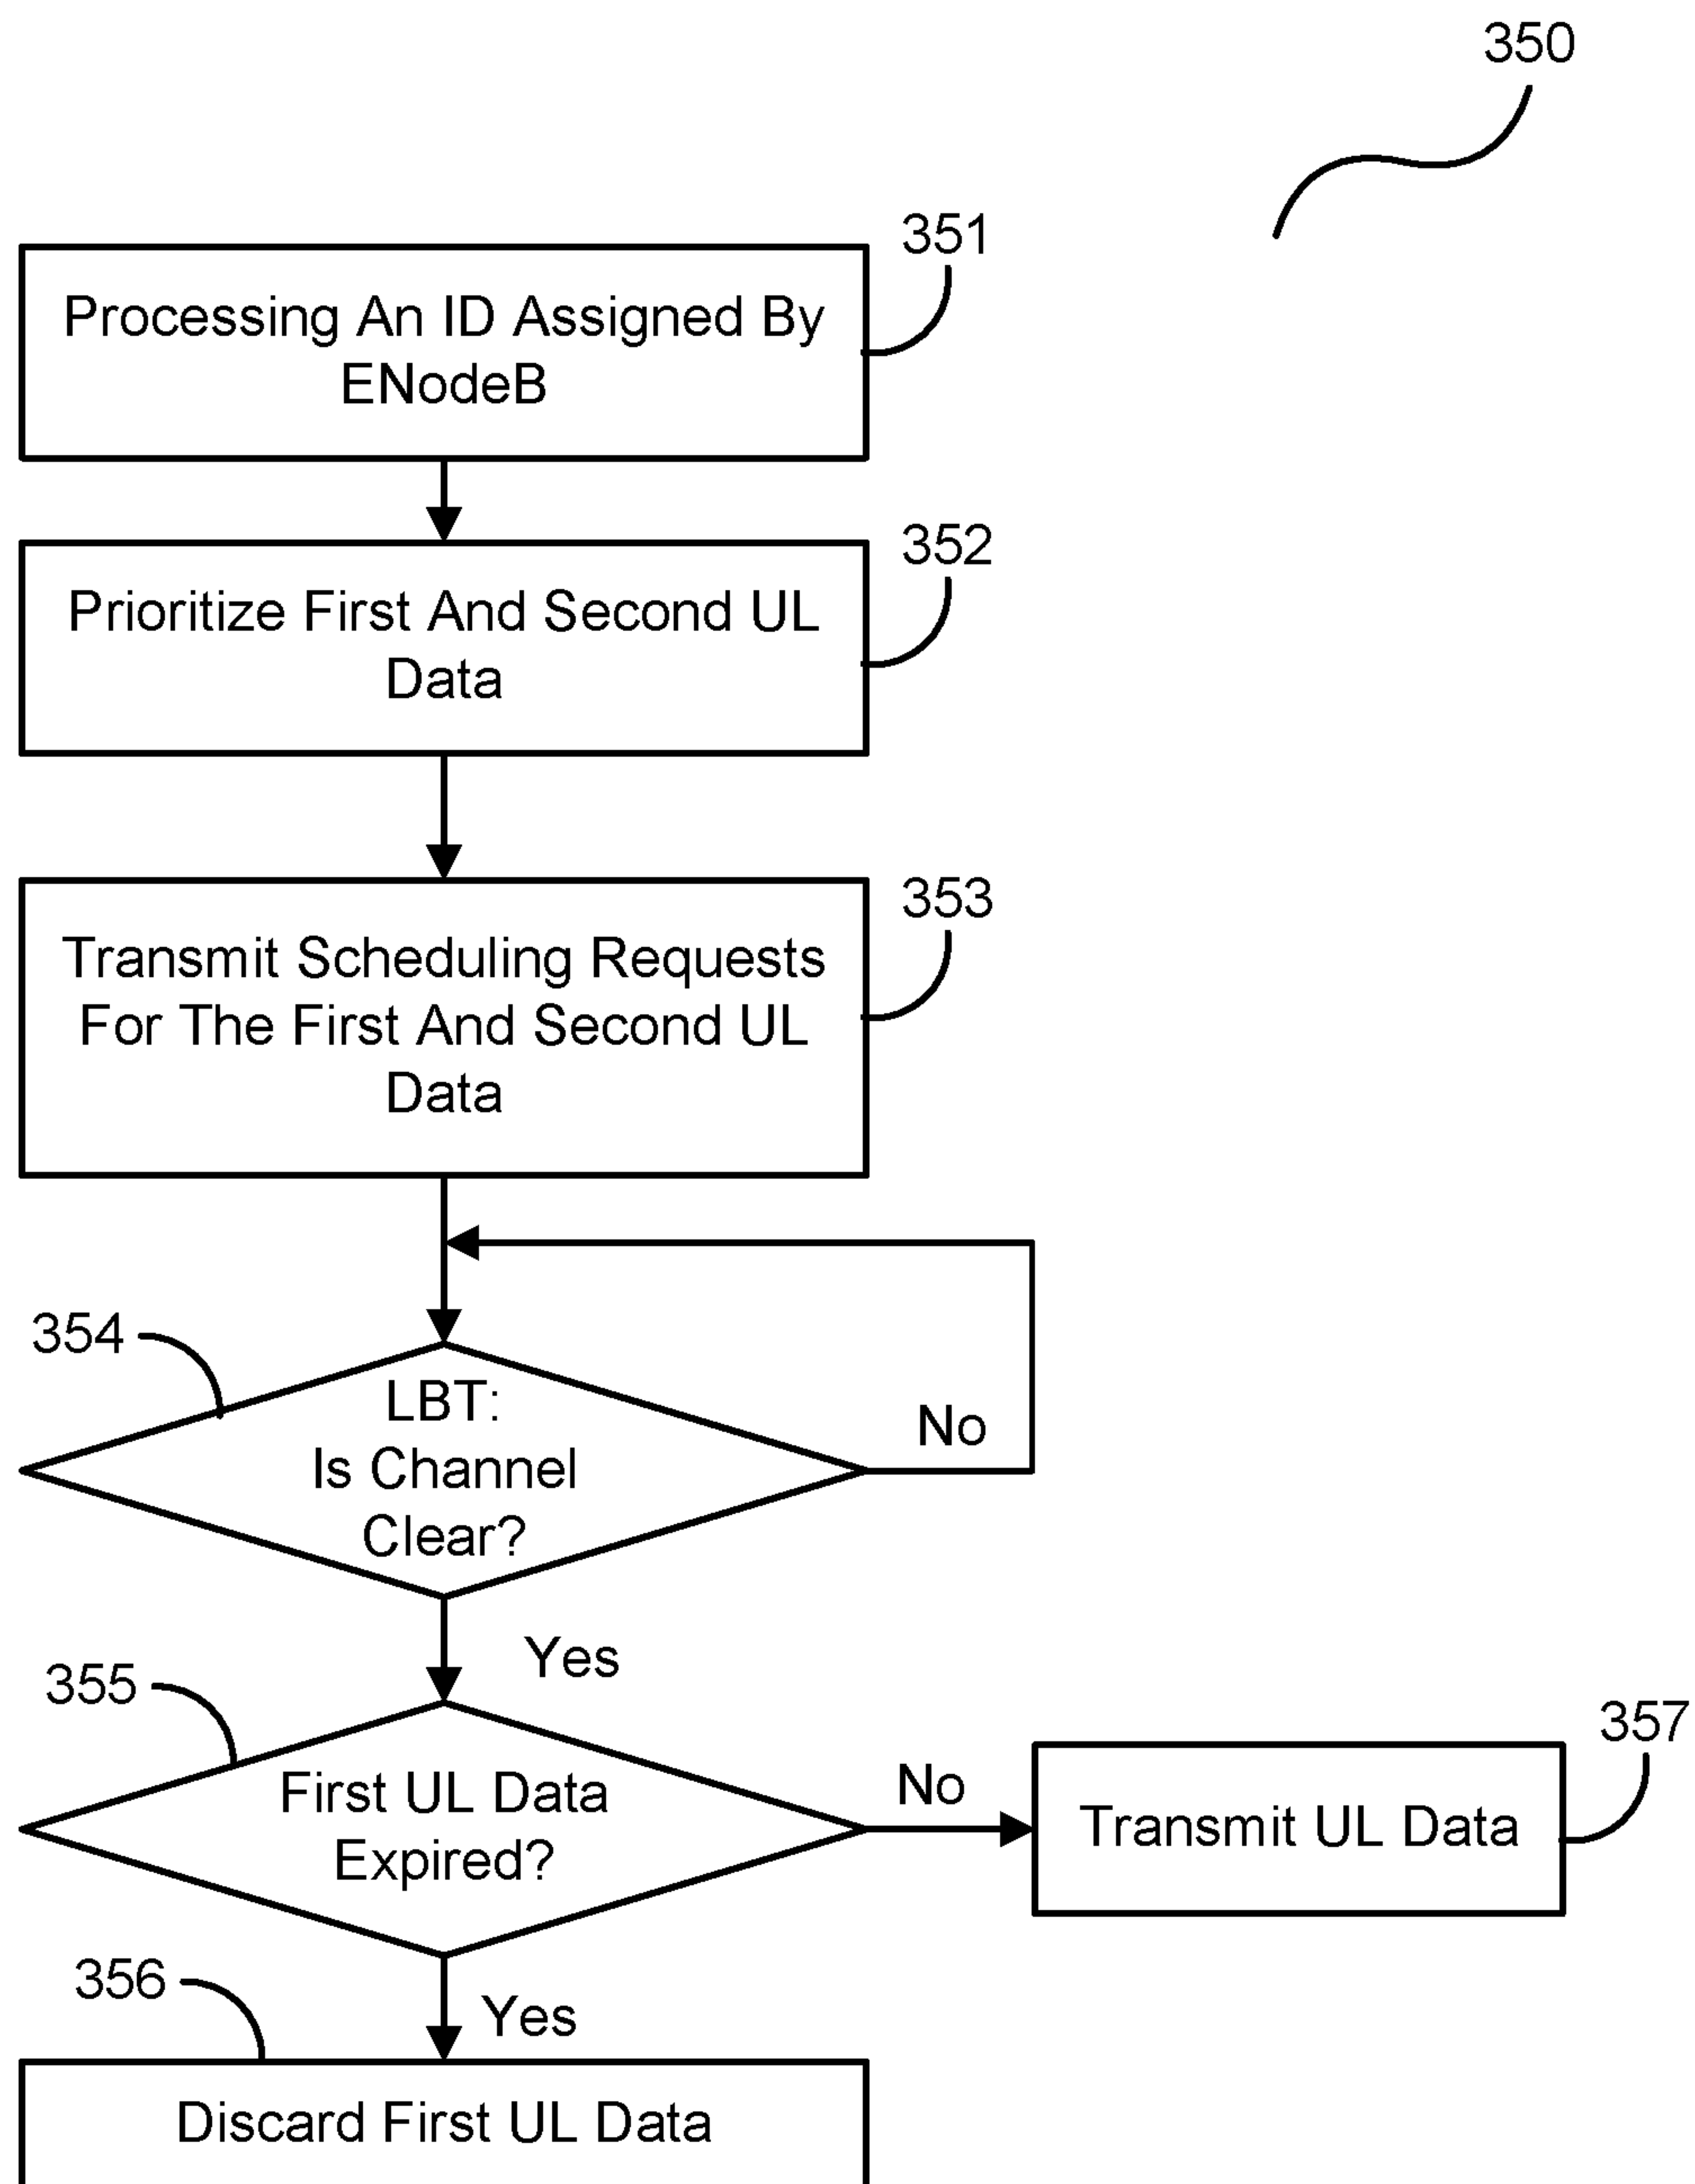 350
351
Processing An ID Assigned By
ENodeB
352
Prioritize First And Second UL
Data
353
Transmit Scheduling Requests
For The First And Second UL
Data
354
LBT:
Is Channel
Clear?
No
Yes
355
First UL Data
Expired?
No
357
Transmit UL Data
356
Yes
Discard First UL Data